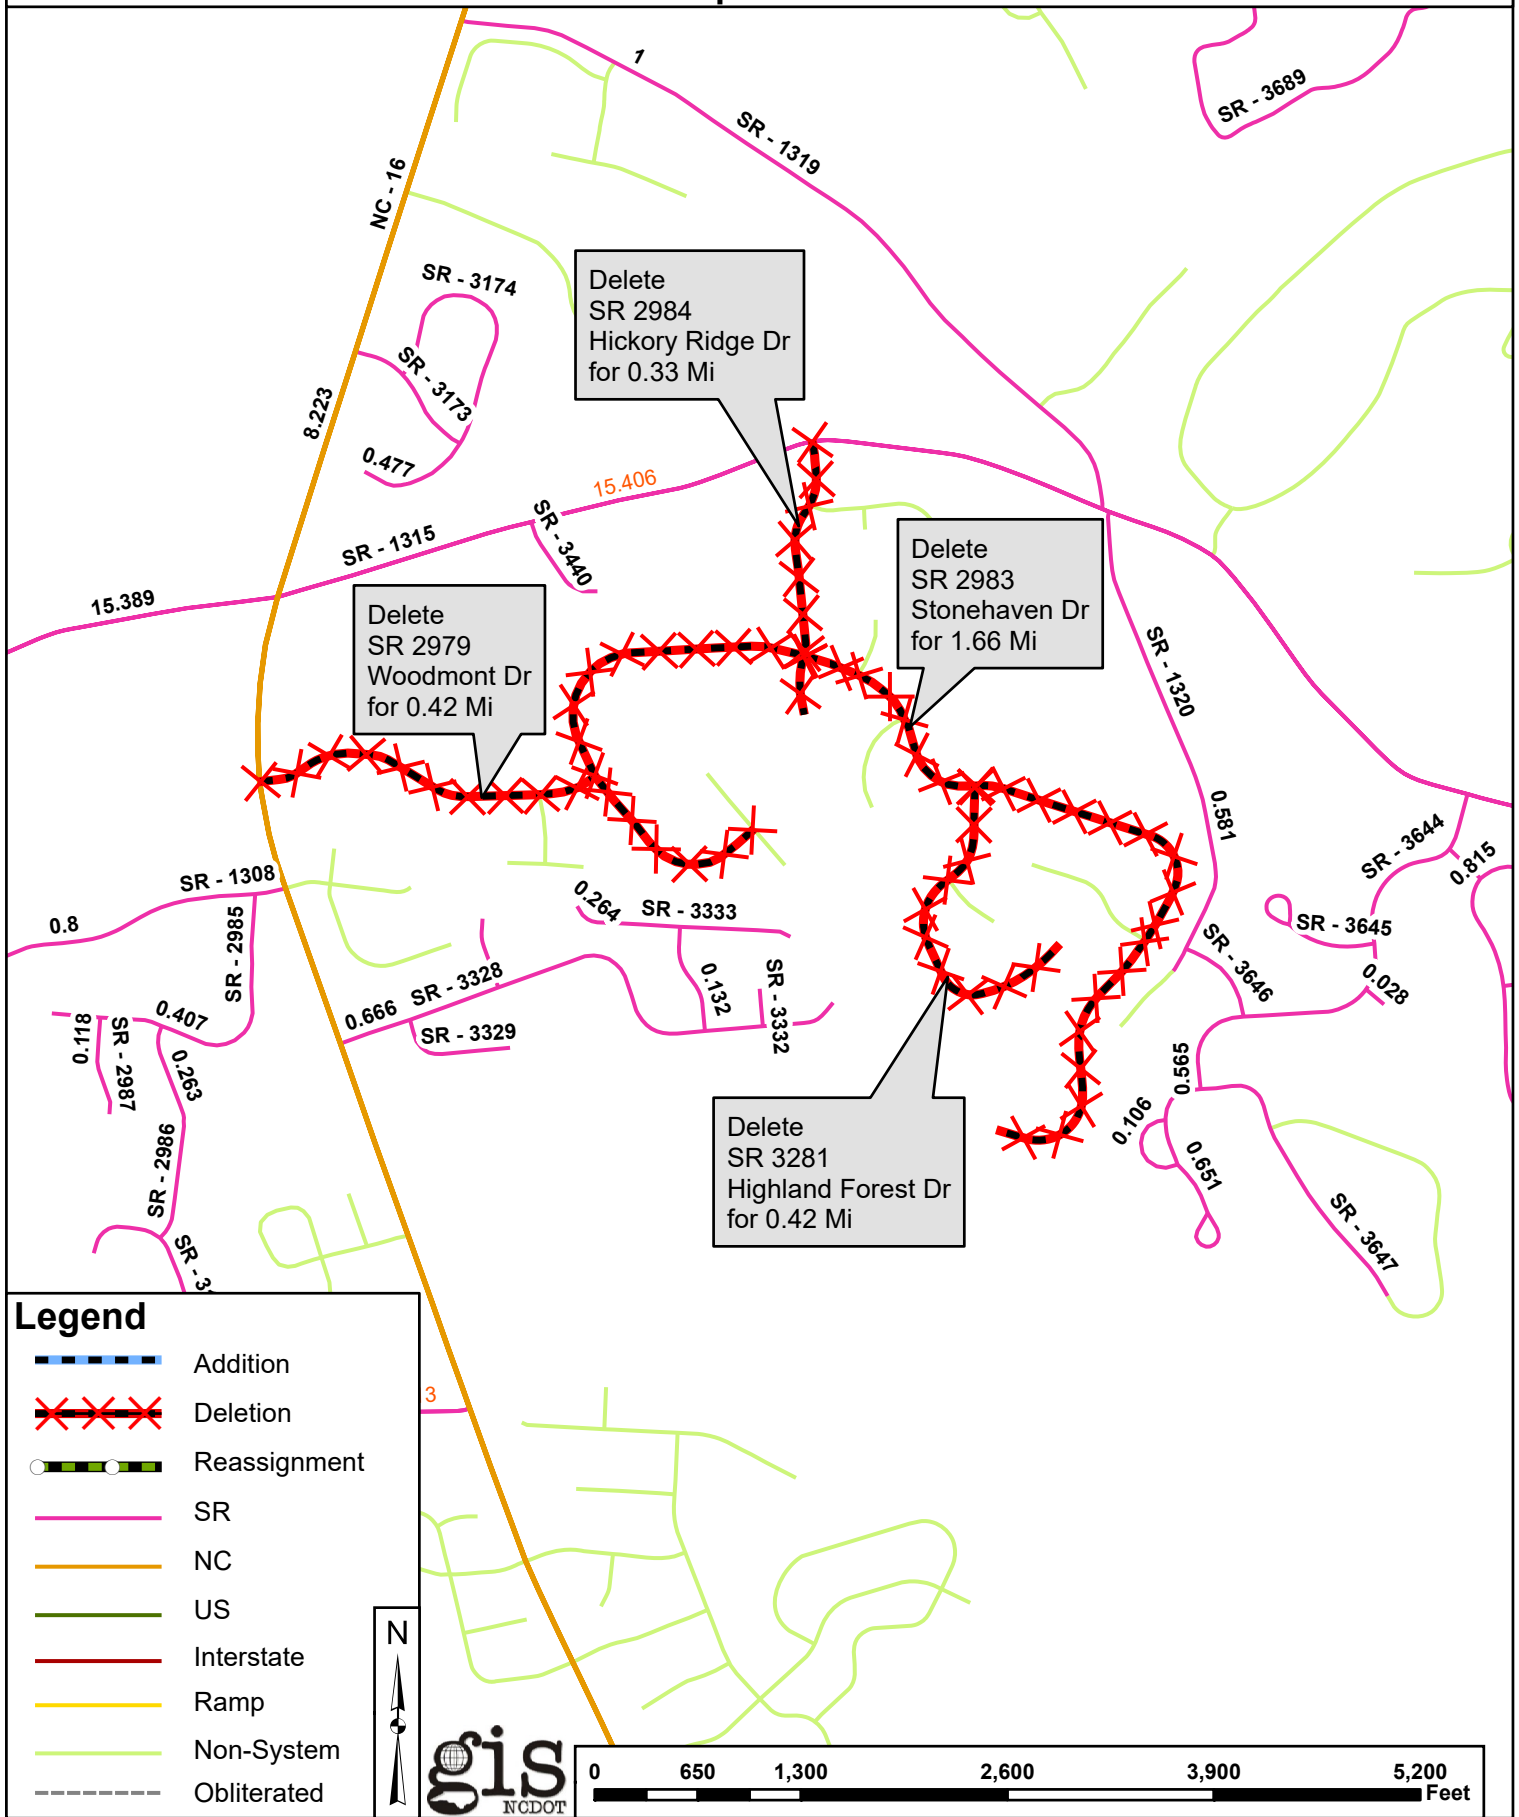 1
SR - 3689
SR - 1319
NC - 16
SR - 3174
Delete
SR 2984
Hickory Ridge Dr
for 0.33 Mi
SR - 3173
8.223
0.477
15.406
SR - 3440
SR - 1315
15.389
Delete
SR 2983
Stonehaven Dr
for 1.66 Mi
Delete
SR 2979
Woodmont Dr
for 0.42 Mi
SR - 1320
0.581
SR - 3644
0.815
SR - 1308
0.8
SR - 2985
0.264
SR - 3333
SR - 3645
SR - 3646
0.028
SR - 3328
0.666
0.132
SR - 3332
SR - 3329
0.407
0.118
SR - 2987
0.263
SR - 2986
0.565
0.106
0.651
SR - 3647
Delete
SR 3281
Highland Forest Dr
for 0.42 Mi
Legend
Addition
Deletion
Reassignment
SR
NC
US
Interstate
Ramp
Non-System
Obliterated
3
N
gis
NCDOT
0 650 1,300 2,600 3,900 5,200
Feet